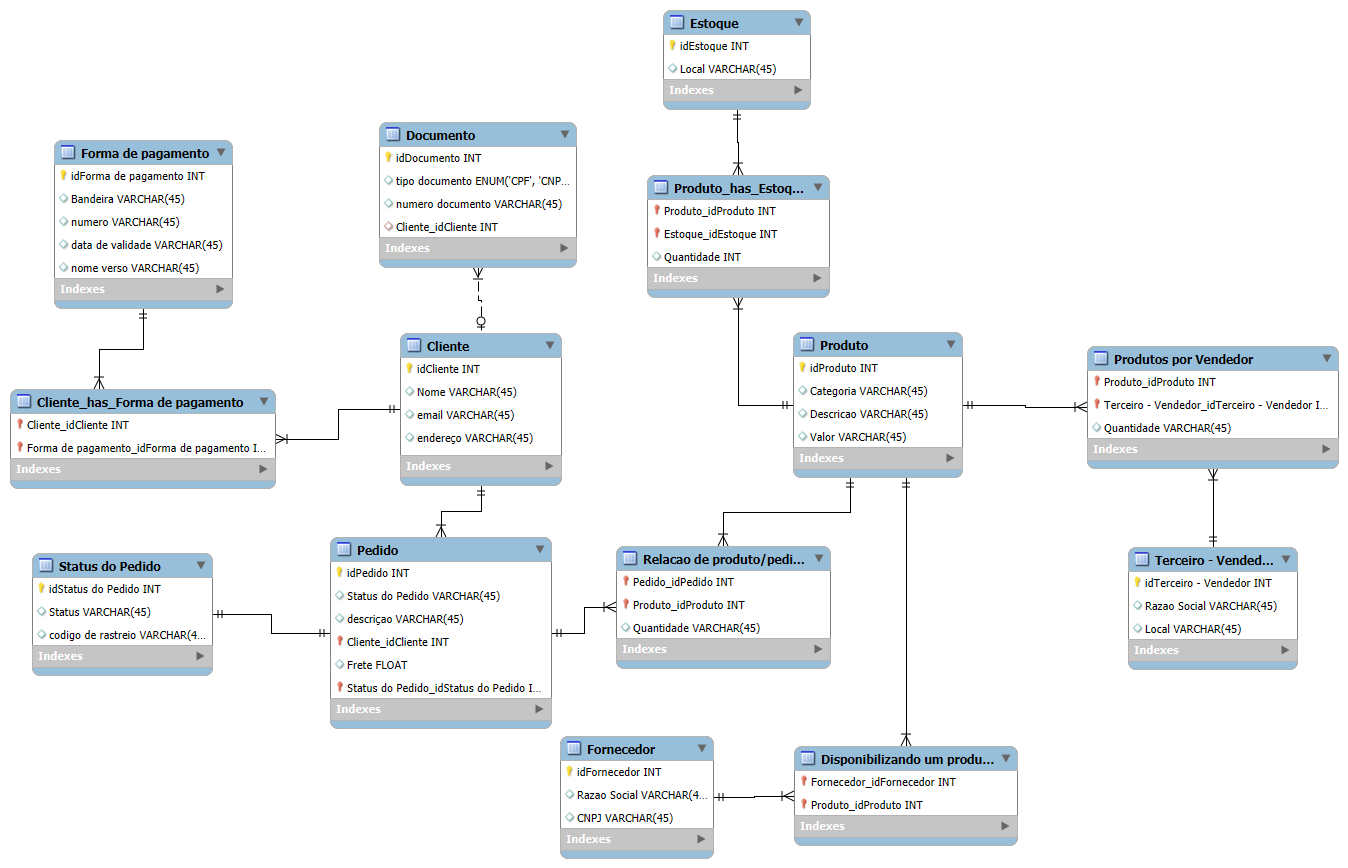 Estoque
idEstoque INT
Local VARCHAR(45)
Indexes
Documento
idDocumento INT
tipo documento ENUM('CPF', 'CNP...
numero documento VARCHAR(45)
Cliente_idCliente INT
Indexes
Forma de pagamento
idForma de pagamento INT
Bandeira VARCHAR(45)
numero VARCHAR(45)
data de validade VARCHAR(45)
nome verso VARCHAR(45)
Indexes
Produto_has_Estoq...
Produto_idProduto INT
Estoque_idEstoque INT
Quantidade INT
Indexes
Cliente
idCliente INT
Nome VARCHAR(45)
email VARCHAR(45)
endereço VARCHAR(45)
Indexes
Produto
idProduto INT
Categoria VARCHAR(45)
Descricao VARCHAR(45)
Valor VARCHAR(45)
Indexes
Produtos por Vendedor
Produto_idProduto INT
Terceiro - Vendedor_idTerceiro - Vendedor I...
Quantidade VARCHAR(45)
Indexes
Cliente_has_Forma de pagamento
Cliente_idCliente INT
Forma de pagamento_idForma de pagamento I...
Indexes
Status do Pedido
idStatus do Pedido INT
Status VARCHAR(45)
codigo de rastreio VARCHAR(4...
Indexes
Pedido
idPedido INT
Status do Pedido VARCHAR(45)
descriçao VARCHAR(45)
Cliente_idCliente INT
Frete FLOAT
Status do Pedido_idStatus do Pedido I...
Indexes
Relacao de produto/pedi...
Pedido_idPedido INT
Produto_idProduto INT
Quantidade VARCHAR(45)
Indexes
Terceiro - Vended...
idTerceiro - Vendedor INT
Razao Social VARCHAR(45)
Local VARCHAR(45)
Indexes
Fornecedor
idFornecedor INT
Razao Social VARCHAR(4...
CNPJ VARCHAR(45)
Indexes
Disponibilizando um produ...
Fornecedor_idFornecedor INT
Produto_idProduto INT
Indexes